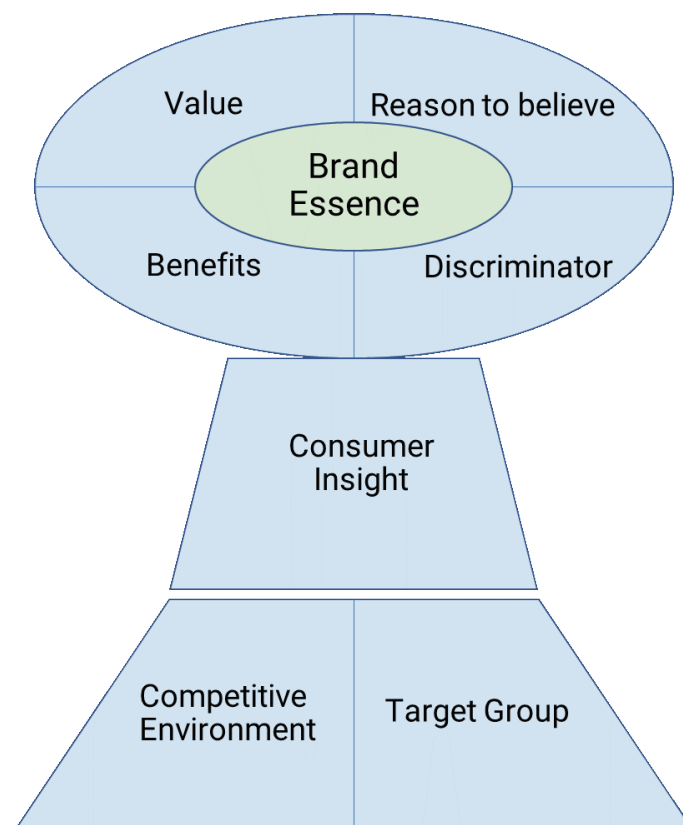 Value
Reason to believe
Brand
Essence
Benefits
Discriminator
Consumer
Insight
Competitive
Environment
Target Group